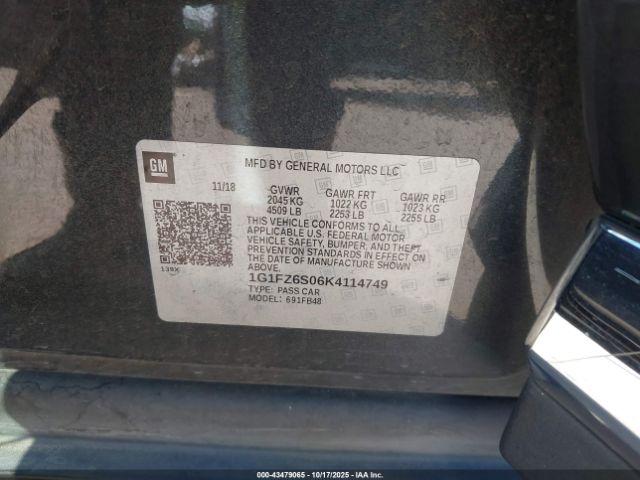 GM
MFD BY GENERAL MOTORS LLC
11/18 GVWR GAWR FRT GAWR RR
2045 KG 1022 KG 1023 KG
4509 LB 2253 LB 2255 LB
THIS VEHICLE CONFORMS TO ALL
APPLICABLE U.S. FEDERAL MOTOR
VEHICLE SAFETY, BUMPER, AND THEFT
PREVENTION STANDARDS IN EFFECT ON
THE DATE OF MANUFACTURE SHOWN
ABOVE.
139X
1G1FZ6S06K4114749
TYPE: PASS CAR
MODEL: 691FB48
© - 43479065 - 10/17/2025 - IAAI.COM